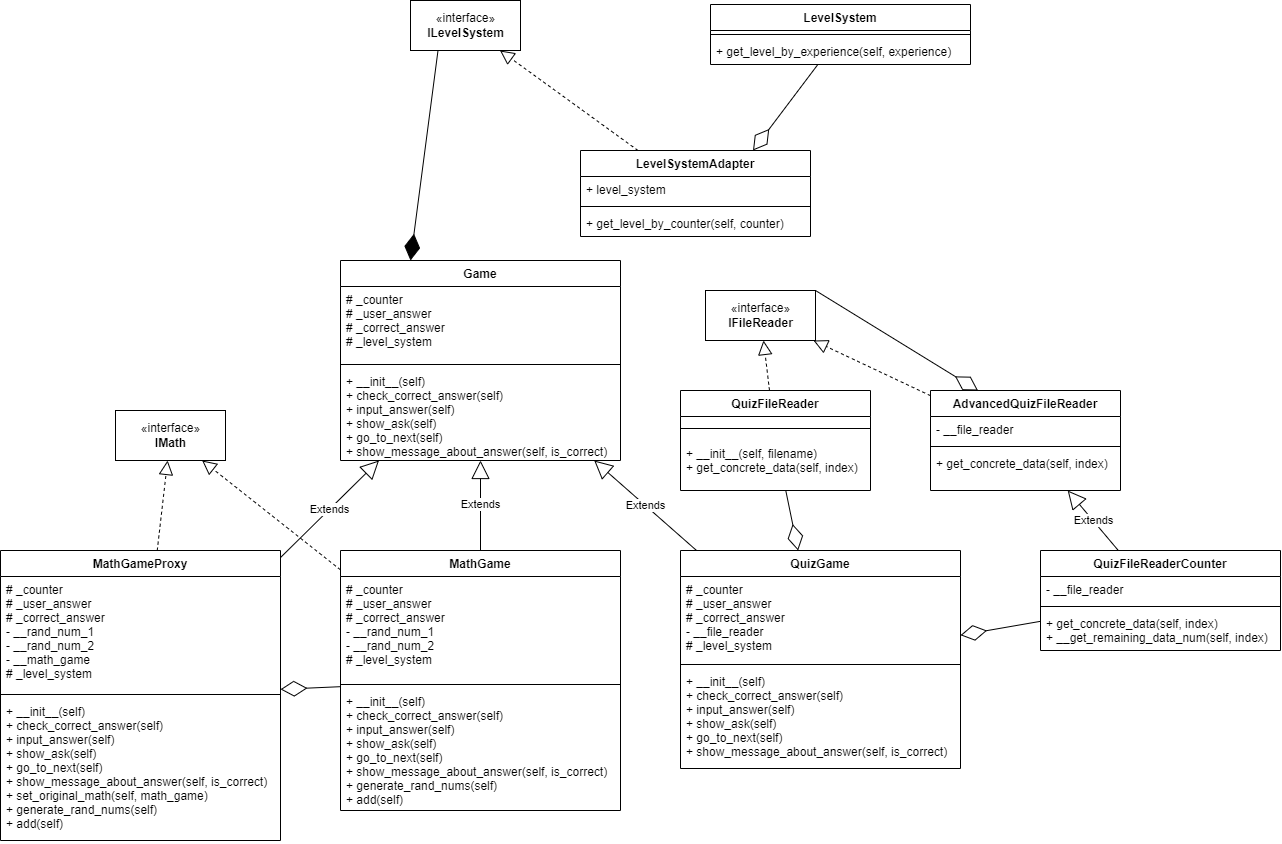 «interface»
ILevelSystem
LevelSystem
+ get_level_by_experience(self, experience)
LevelSystemAdapter
+ level_system
+ get_level_by_counter(self, counter)
Game
# _counter
# _user_answer
# _correct_answer
# _level_system
+ __init__(self)
+ check_correct_answer(self)
+ input_answer(self)
+ show_ask(self)
+ go_to_next(self)
+ show_message_about_answer(self, is_correct)
«interface»
IFileReader
QuizFileReader
+ __init__(self, filename)
+ get_concrete_data(self, index)
AdvancedQuizFileReader
- __file_reader
+ get_concrete_data(self, index)
«interface»
IMath
Extends
Extends
Extends
Extends
MathGameProxy
# _counter
# _user_answer
# _correct_answer
- __rand_num_1
- __rand_num_2
- __math_game
# _level_system
+ __init__(self)
+ check_correct_answer(self)
+ input_answer(self)
+ show_ask(self)
+ go_to_next(self)
+ show_message_about_answer(self, is_correct)
+ set_original_math(self, math_game)
+ generate_rand_nums(self)
+ add(self)
MathGame
# _counter
# _user_answer
# _correct_answer
- __rand_num_1
- __rand_num_2
# _level_system
+ __init__(self)
+ check_correct_answer(self)
+ input_answer(self)
+ show_ask(self)
+ go_to_next(self)
+ show_message_about_answer(self, is_correct)
+ generate_rand_nums(self)
+ add(self)
QuizGame
# _counter
# _user_answer
# _correct_answer
- __file_reader
# _level_system
+ __init__(self)
+ check_correct_answer(self)
+ input_answer(self)
+ show_ask(self)
+ go_to_next(self)
+ show_message_about_answer(self, is_correct)
QuizFileReaderCounter
- __file_reader
+ get_concrete_data(self, index)
+ __get_remaining_data_num(self, index)